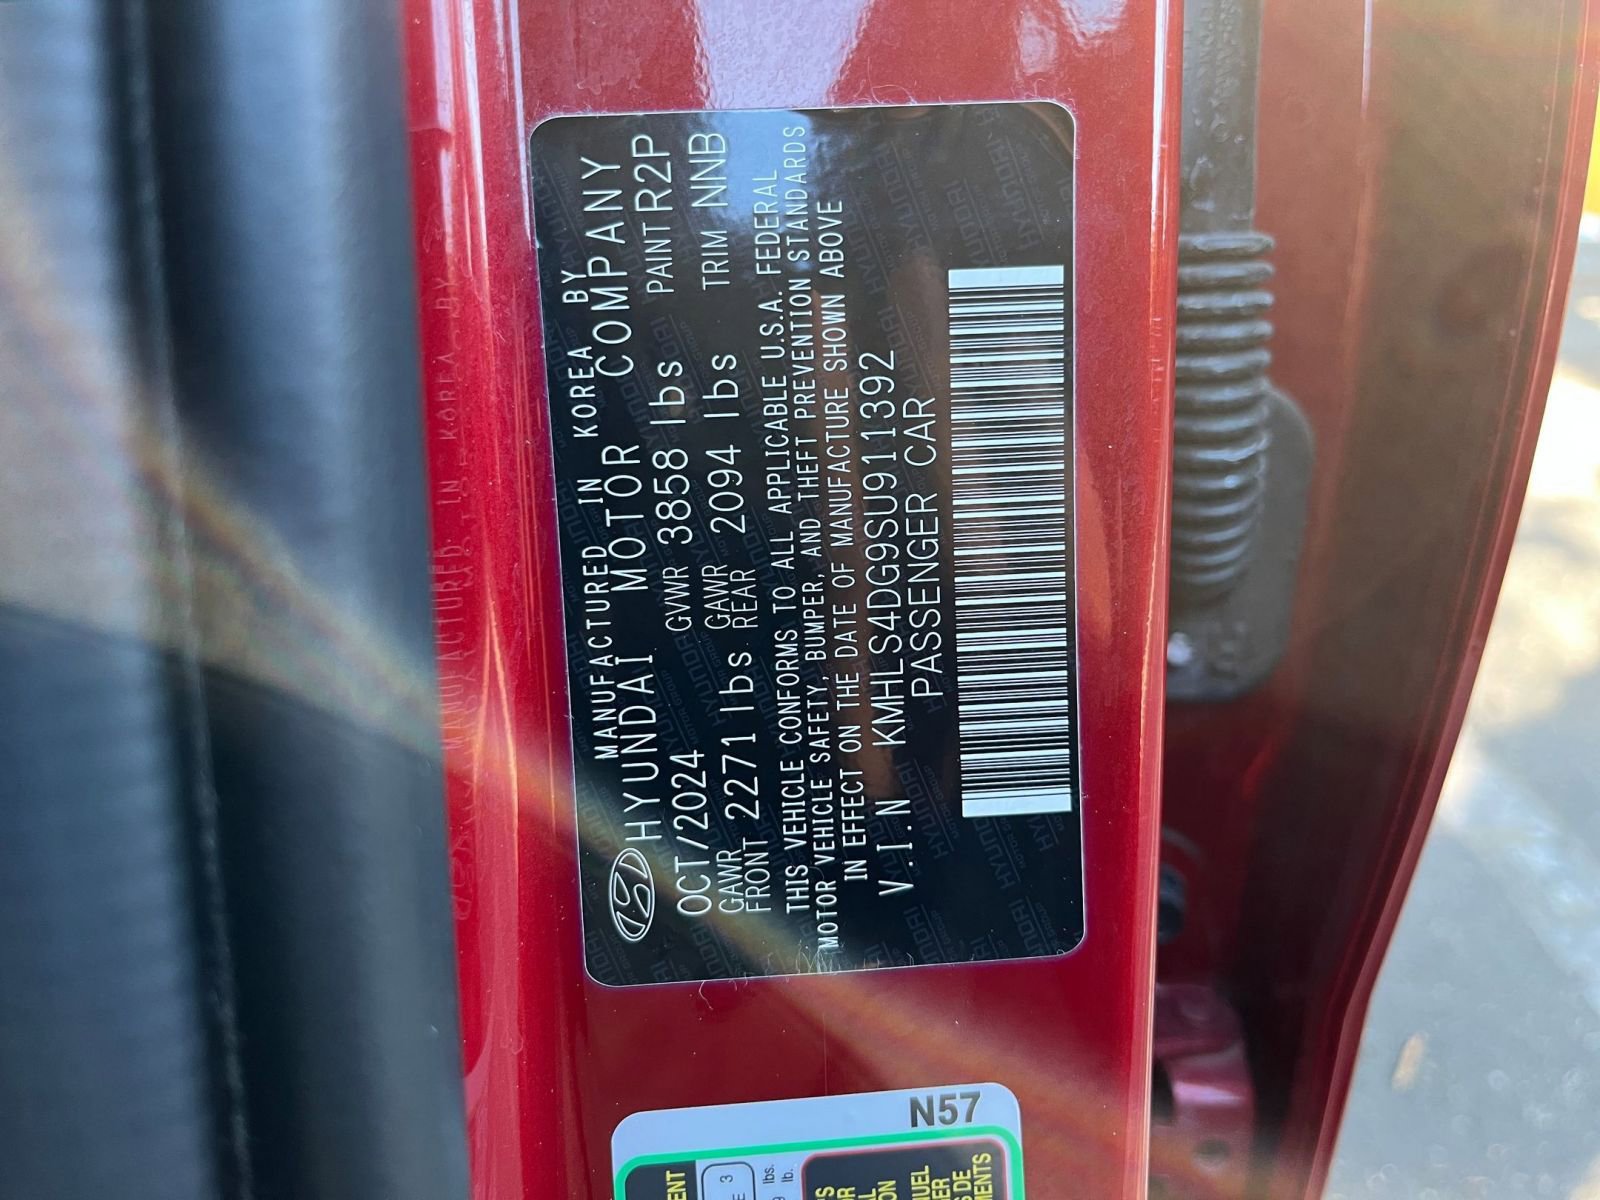 MANUFACTURED IN KOREA BY
HYUNDAI MOTOR COMPANY
OCT/2024 GVWR 3858 lbs PAINT R2P
GAWR FRONT 2271 lbs GAWR REAR 2094 lbs TRIM NNB
THIS VEHICLE CONFORMS TO ALL APPLICABLE U.S.A. FEDERAL
MOTOR VEHICLE SAFETY, BUMPER, AND THEFT PREVENTION STANDARDS
IN EFFECT ON THE DATE OF MANUFACTURE SHOWN ABOVE
V.I.N KMHLS4DG9SU911392
PASSENGER CAR
N57